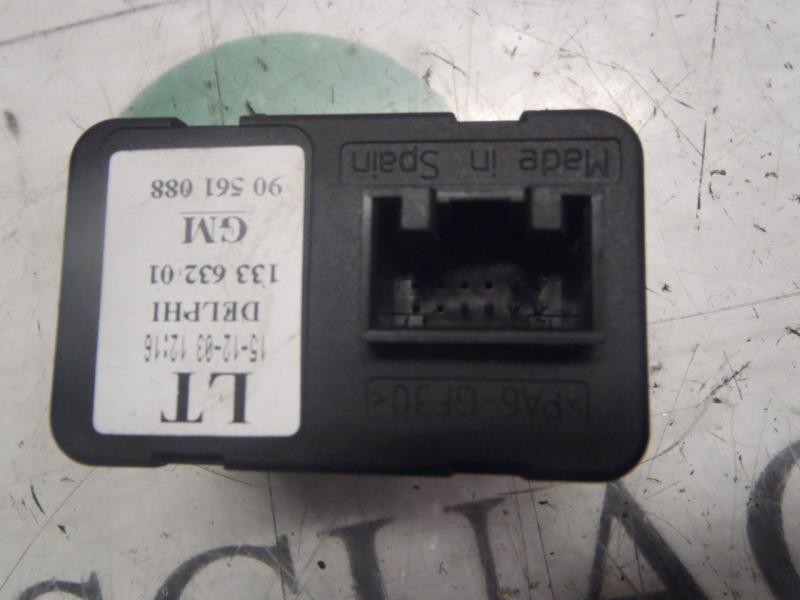 LT
15-12-03 12:16
DELPHI
133 632 01
GM
90 561 088
>PA6-GF30<
Made in Spain